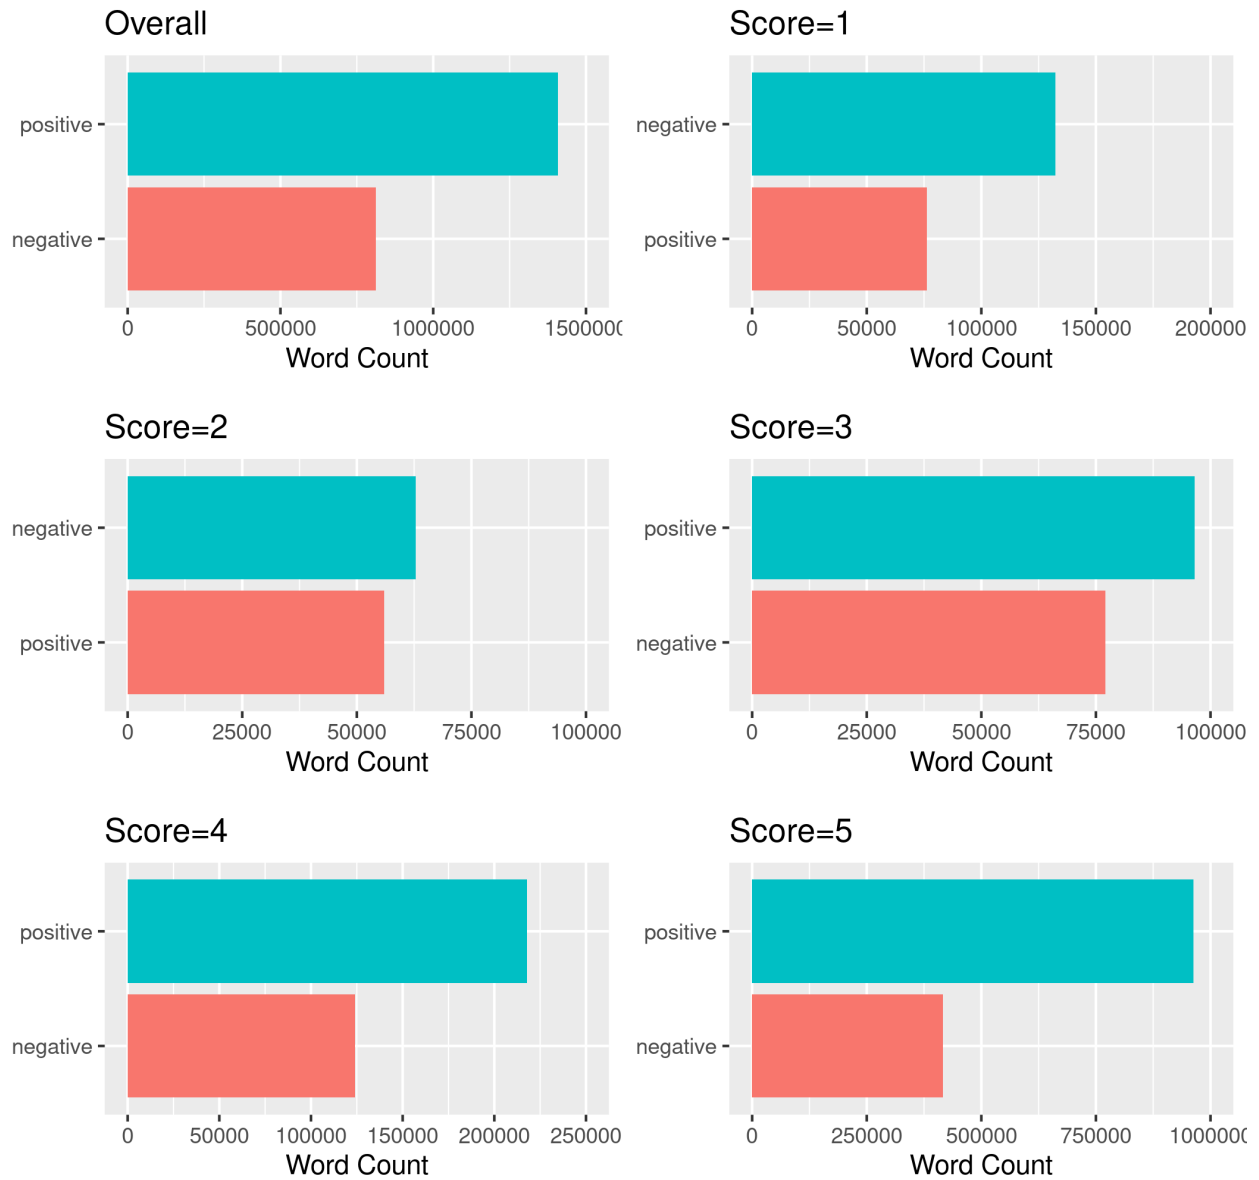 Overall
positive
negative
0 500000 1000000 1500000
Word Count
Score=1
negative
positive
0 50000 100000 150000 200000
Word Count
Score=2
negative
positive
0 25000 50000 75000 100000
Word Count
Score=3
positive
negative
0 25000 50000 75000 100000
Word Count
Score=4
positive
negative
0 50000 100000 150000 200000 250000
Word Count
Score=5
positive
negative
0 250000 500000 750000 1000000
Word Count